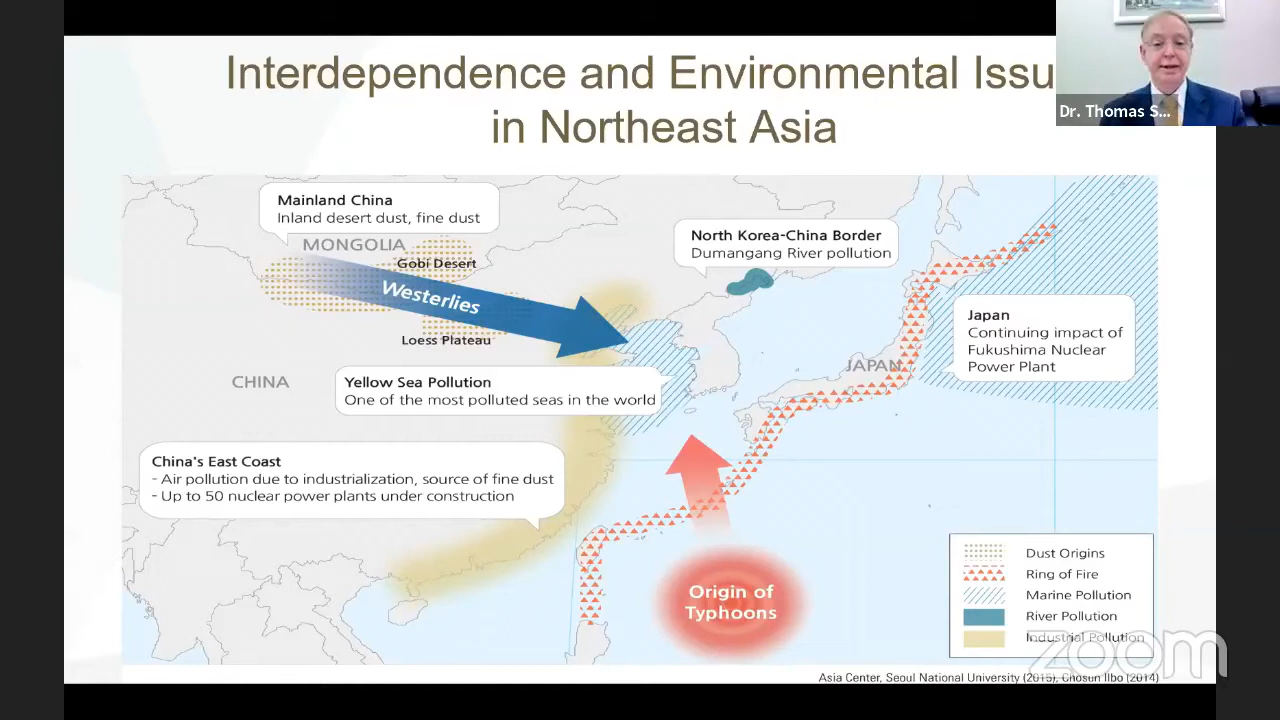 Interdependence and Environmental Issu
in Northeast Asia
Dr. Thomas S...
Mainland China
Inland desert dust, fine dust
MONGOLIA
Gobi Desert
Westerlies
Loess Plateau
North Korea-China Border
Dumangang River pollution
Japan
Continuing impact of
Fukushima Nuclear
Power Plant
JAPAN
CHINA
Yellow Sea Pollution
One of the most polluted seas in the world
China's East Coast
- Air pollution due to industrialization, source of fine dust
- Up to 50 nuclear power plants under construction
Origin of
Typhoons
Dust Origins
Ring of Fire
Marine Pollution
River Pollution
Industrial Pollution
zoom
Asia Center, Seoul National University (2015), Chosun Ilbo (2014)